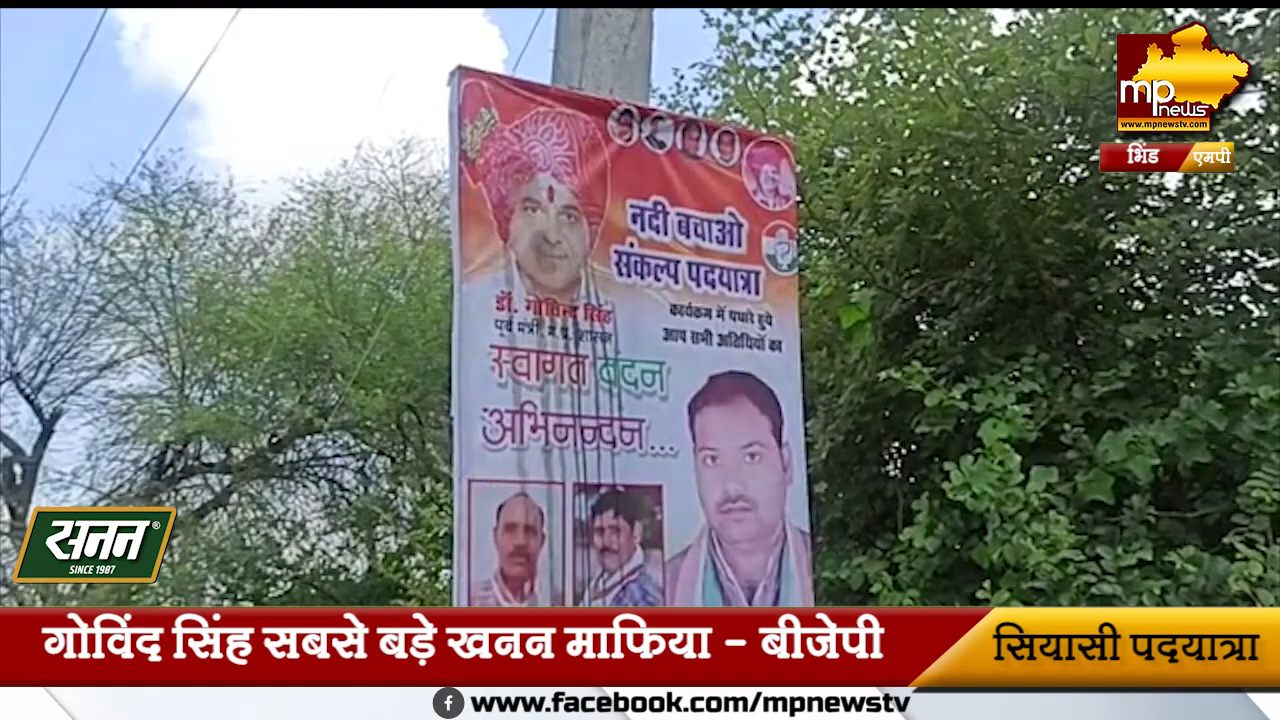 mp news
www.mpnewstv.com
भिंड
एमपी
नदी बचाओ
संकल्प पदयात्रा
डॉ. गोविन्द सिंह
पूर्व मंत्री, म.प्र. शासन
कार्यक्रम में पधारे हुये
आप सभी अतिथियों का
स्वागत वंदन
अभिनन्दन...
सनन®
SINCE 1987
गोविंद सिंह सबसे बड़े खनन माफिया - बीजेपी
सियासी पदयात्रा
www.facebook.com/mpnewstv